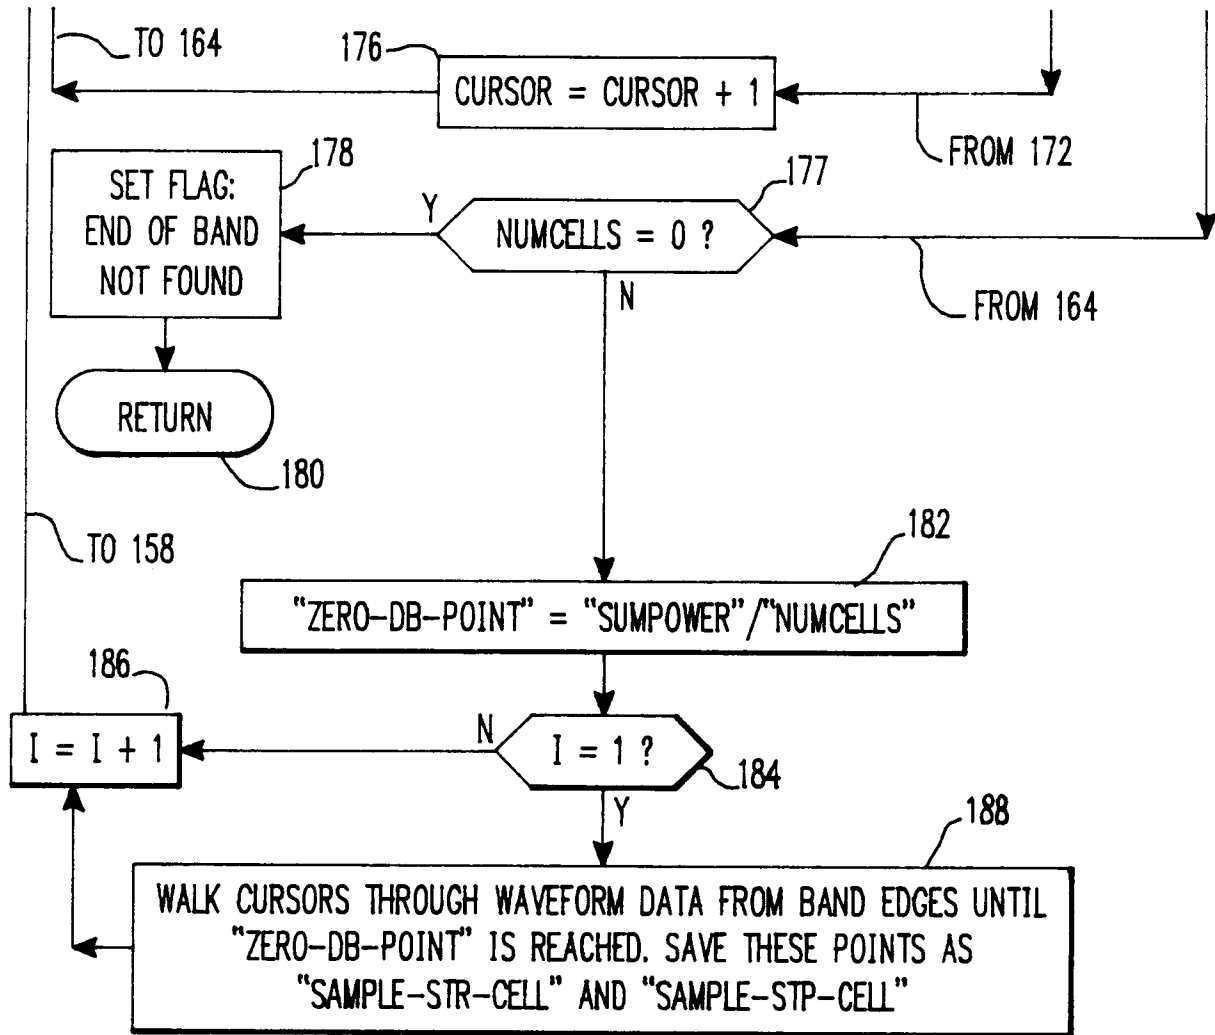 TO 164
176
CURSOR = CURSOR + 1
FROM 172
178
SET FLAG:
END OF BAND
NOT FOUND
Y
177
NUMCELLS = 0 ?
N
FROM 164
RETURN
180
TO 158
182
"ZERO-DB-POINT" = "SUMPOWER"/"NUMCELLS"
186
I = I + 1
N
I = 1 ?
184
Y
188
WALK CURSORS THROUGH WAVEFORM DATA FROM BAND EDGES UNTIL
"ZERO-DB-POINT" IS REACHED. SAVE THESE POINTS AS
"SAMPLE-STR-CELL" AND "SAMPLE-STP-CELL"